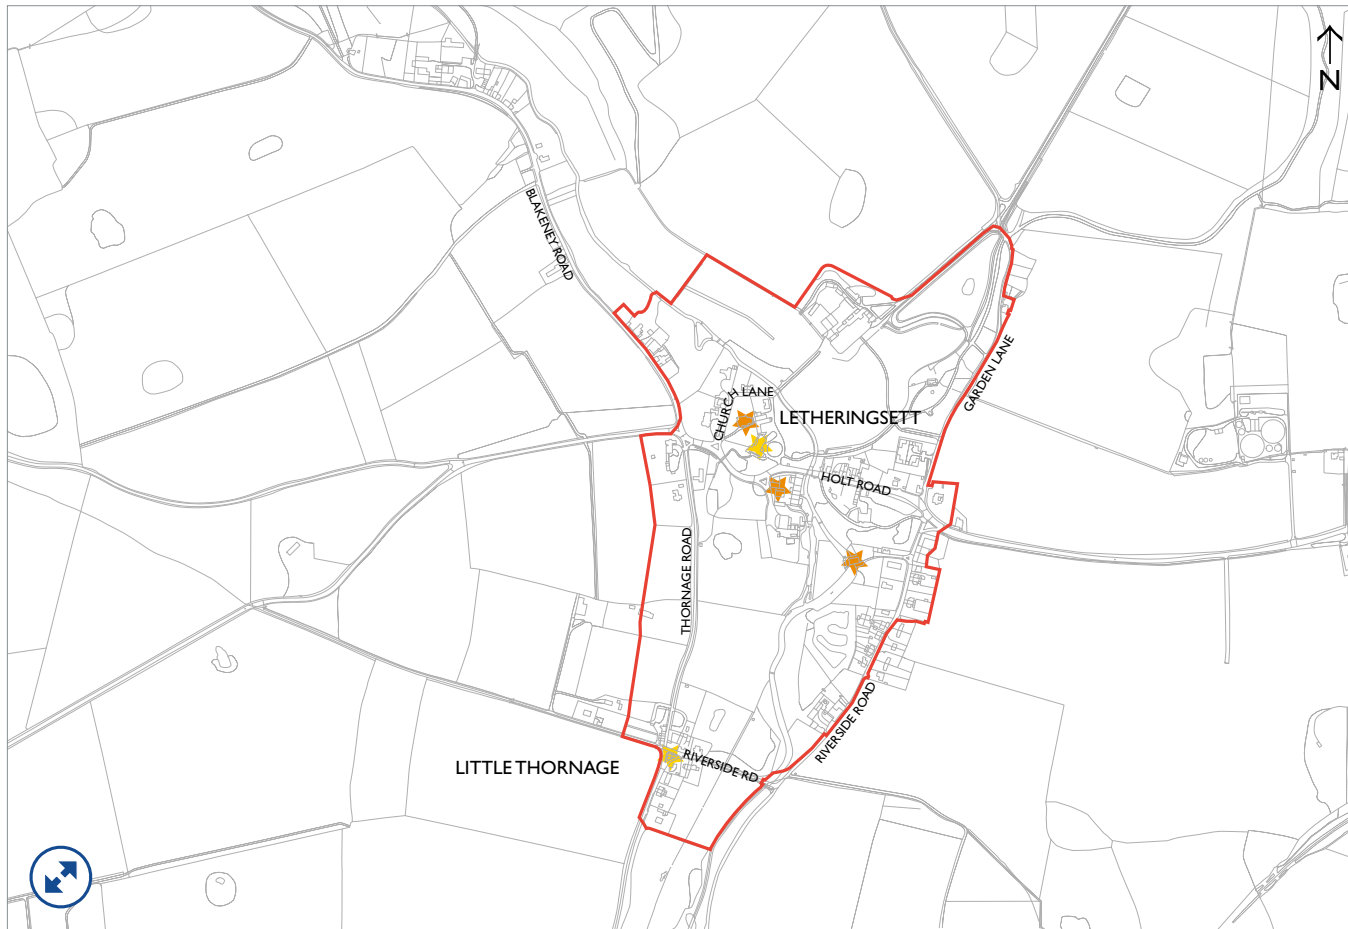 N
BLAKENEY ROAD
GARDEN LANE
CHURCH LANE
LETHERINGSETT
HOLT ROAD
THORNAGE ROAD
RIVERSIDE ROAD
RIVERSIDE RD
LITTLE THORNAGE